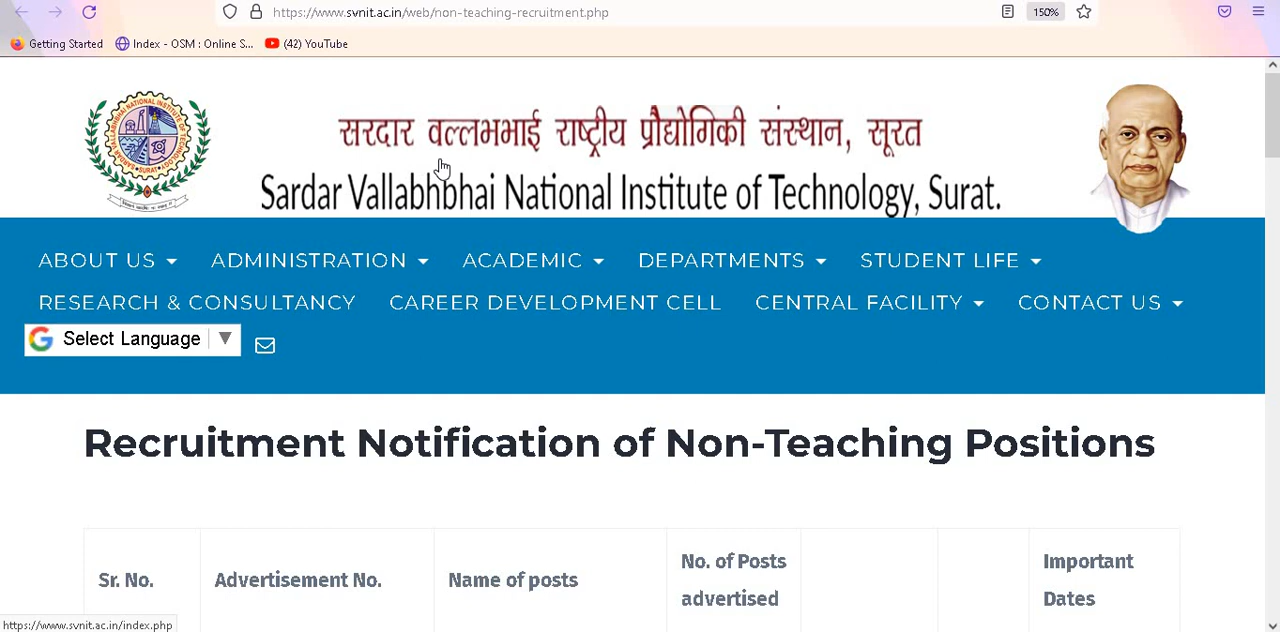 https://www.svnit.ac.in/web/non-teaching-recruitment.php
150%
Getting Started
Index - OSM : Online S...
(42) YouTube
सरदार वल्लभभाई राष्ट्रीय प्रौद्योगिकी संस्थान, सूरत
Sardar Vallabhbhai National Institute of Technology, Surat.
ABOUT US ADMINISTRATION ACADEMIC DEPARTMENTS STUDENT LIFE
RESEARCH & CONSULTANCY CAREER DEVELOPMENT CELL CENTRAL FACILITY CONTACT US
Select Language
Recruitment Notification of Non-Teaching Positions
Sr. No.
Advertisement No.
Name of posts
No. of Posts
advertised
Important
Dates
https://www.svnit.ac.in/index.php